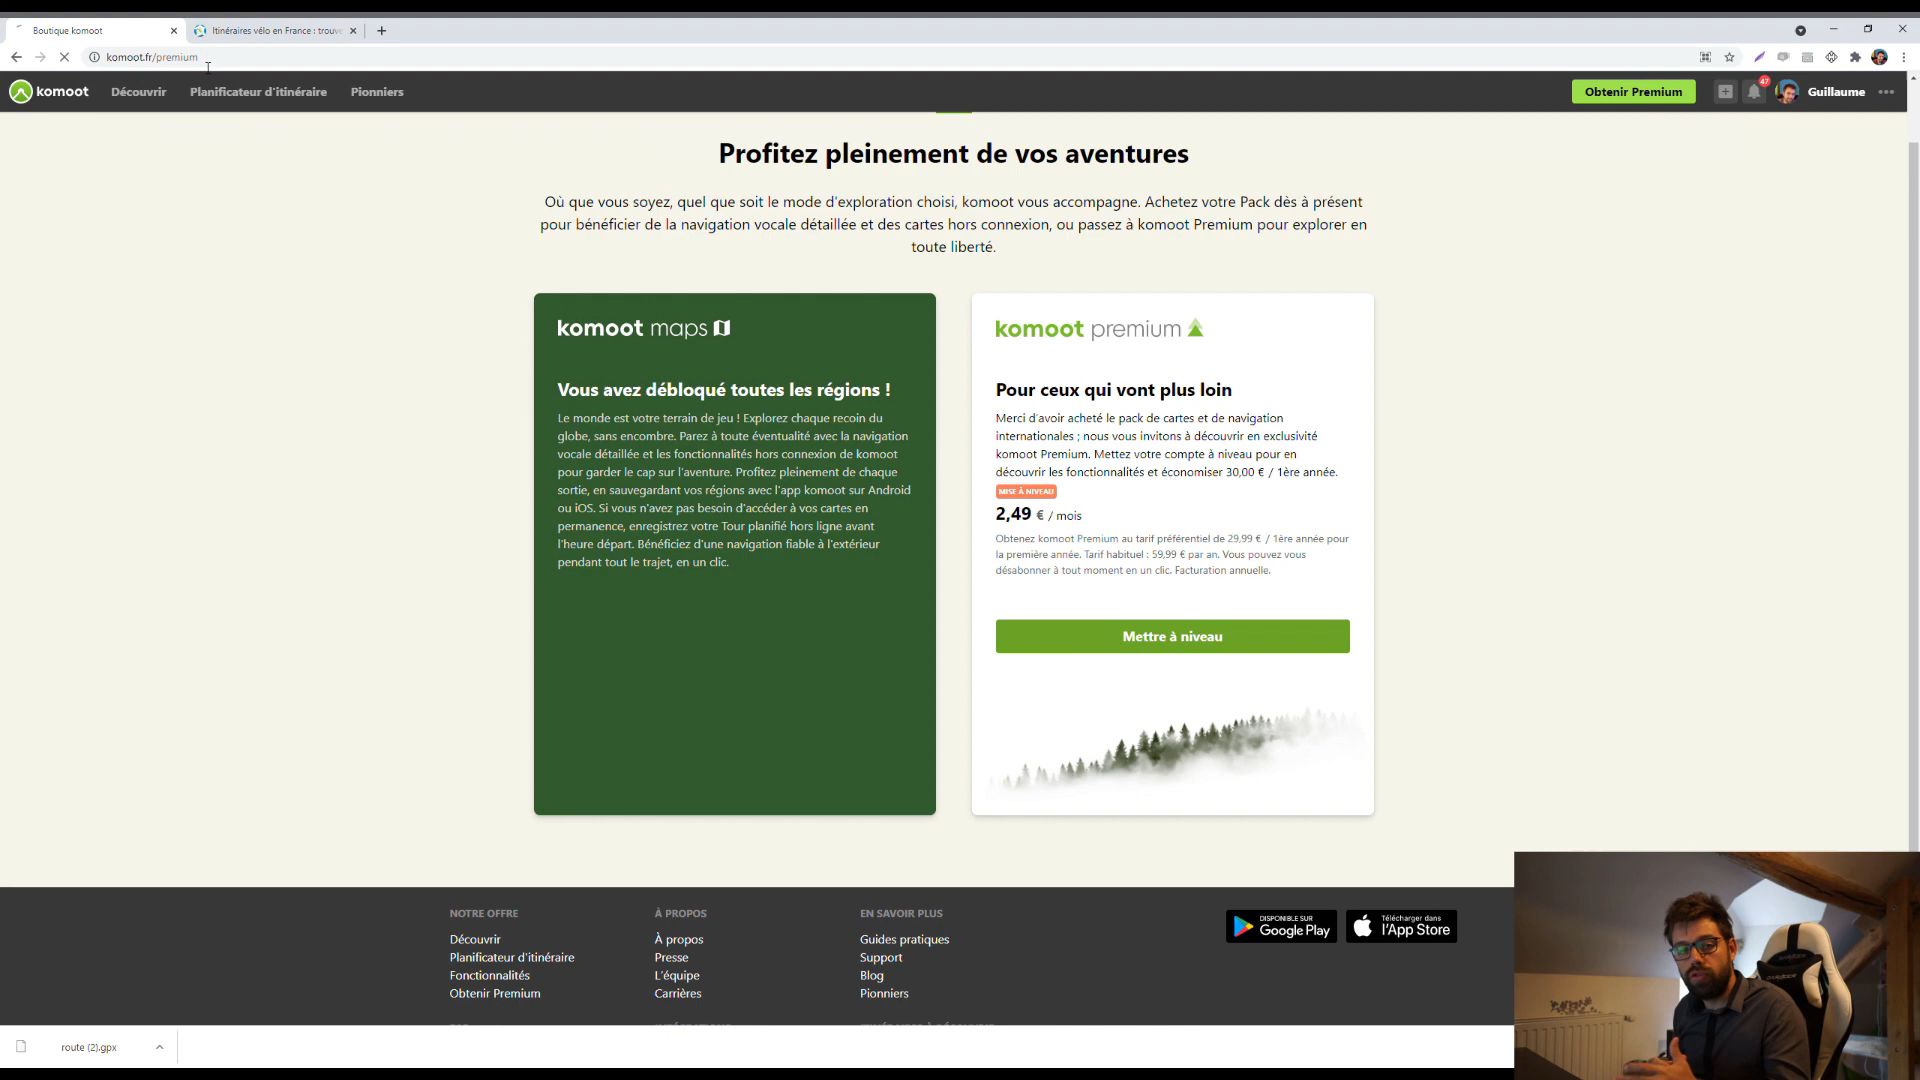 Boutique komoot
Itinéraires vélo en France : trouve
komoot.fr/premium
komoot
Découvrir
Planificateur d'itinéraire
Pionniers
Obtenir Premium
47
Guillaume
Profitez pleinement de vos aventures
Où que vous soyez, quel que soit le mode d'exploration choisi, komoot vous accompagne. Achetez votre Pack dès à présent
pour bénéficier de la navigation vocale détaillée et des cartes hors connexion, ou passez à komoot Premium pour explorer en
toute liberté.
komoot maps
Vous avez débloqué toutes les régions !
Le monde est votre terrain de jeu ! Explorez chaque recoin du
globe, sans encombre. Parez à toute éventualité avec la navigation
vocale détaillée et les fonctionnalités hors connexion de komoot
pour garder le cap sur l'aventure. Profitez pleinement de chaque
sortie, en sauvegardant vos régions avec l'app komoot sur Android
ou iOS. Si vous n'avez pas besoin d'accéder à vos cartes en
permanence, enregistrez votre Tour planifié hors ligne avant
l'heure départ. Bénéficiez d'une navigation fiable à l'extérieur
pendant tout le trajet, en un clic.
komoot premium
Pour ceux qui vont plus loin
Merci d'avoir acheté le pack de cartes et de navigation
internationales ; nous vous invitons à découvrir en exclusivité
komoot Premium. Mettez votre compte à niveau pour en
découvrir les fonctionnalités et économiser 30,00 € / 1ère année.
MISE À NIVEAU
2,49 € / mois
Obtenez komoot Premium au tarif préférentiel de 29,99 € / 1ère année pour
la première année. Tarif habituel : 59,99 € par an. Vous pouvez vous
désabonner à tout moment en un clic. Facturation annuelle.
Mettre à niveau
NOTRE OFFRE
Découvrir
Planificateur d'itinéraire
Fonctionnalités
Obtenir Premium
À PROPOS
À propos
Presse
L'équipe
Carrières
EN SAVOIR PLUS
Guides pratiques
Support
Blog
Pionniers
DISPONIBLE SUR
Google Play
Télécharger dans
l'App Store
route (2).gpx